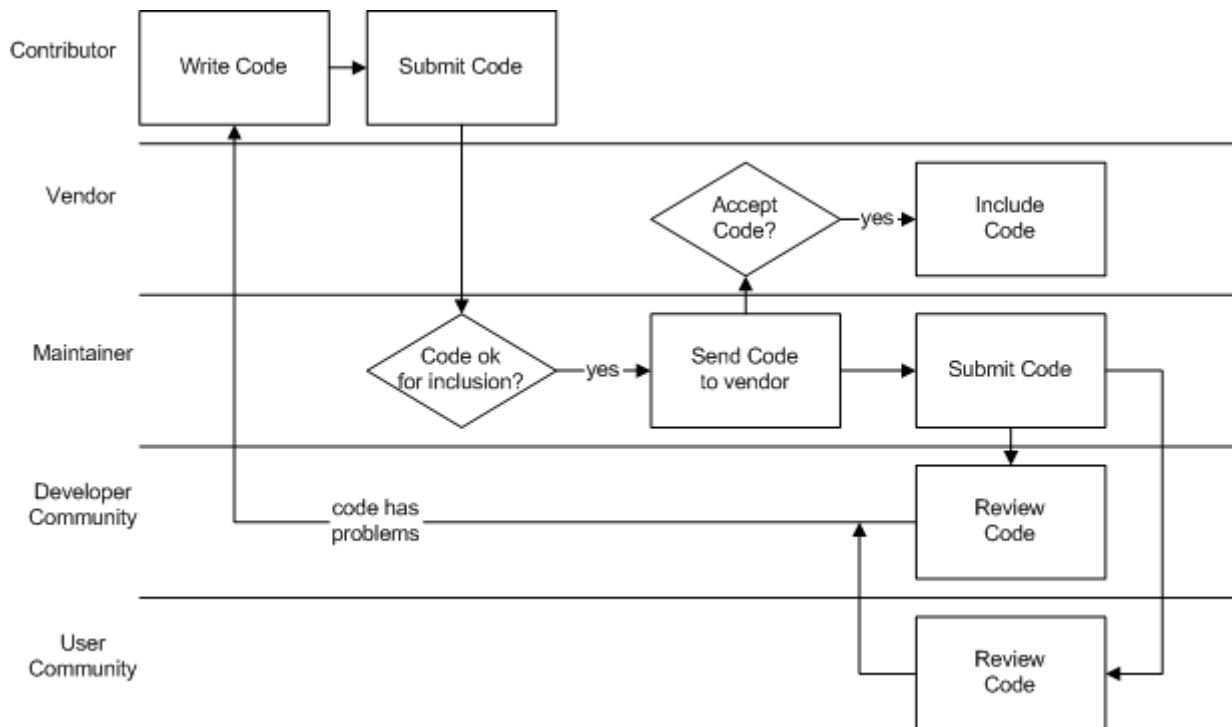 Contributor
Write Code
Submit Code
Vendor
Accept
Code?
yes
Include
Code
Maintainer
Code ok
for inclusion?
yes
Send Code
to vendor
Submit Code
Developer
Community
code has
problems
Review
Code
User
Community
Review
Code